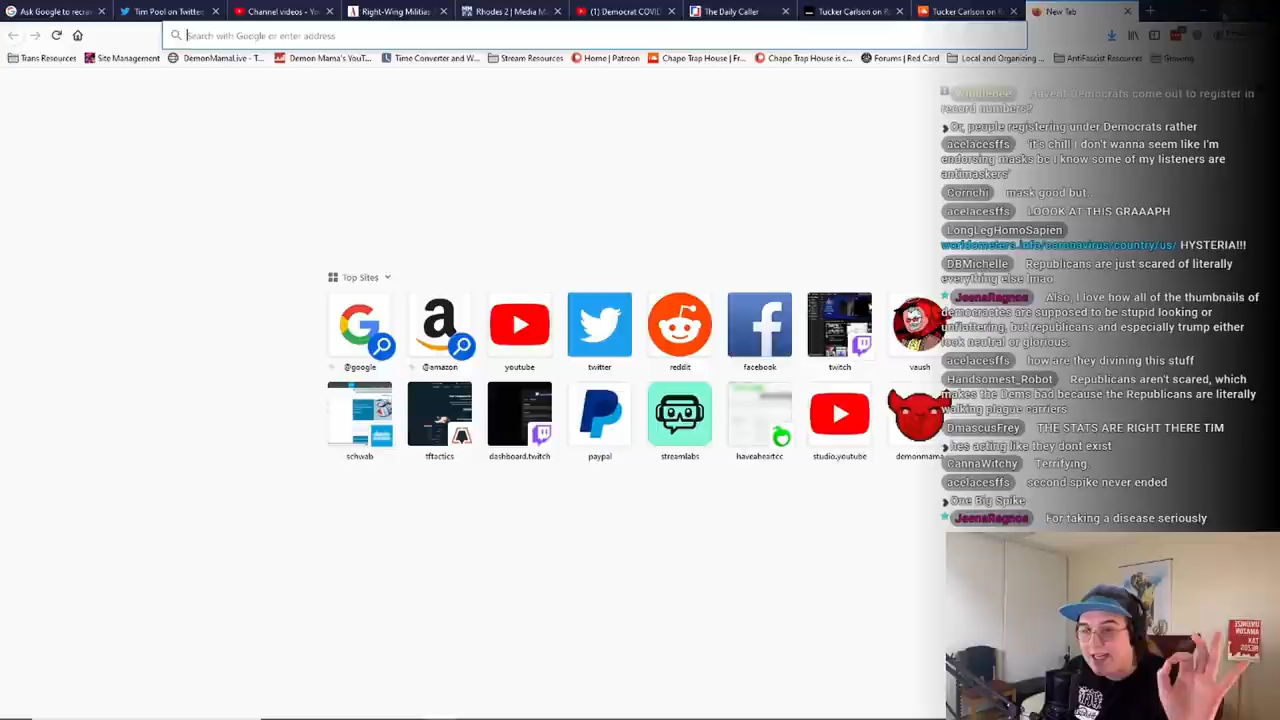 Ask Google to recra
Tim Pool on Twitter
Channel videos - You
Right-Wing Militias
Rhodes 2 | Media M
(1) Democrat COVID
The Daily Caller
Tucker Carlson on R
Tucker Carlson on R
New Tab
Search with Google or enter address
Trans Resources
Site Management
DemonMamaLive - T...
Demon Mama's YouT...
Time Converter and W...
Stream Resources
Home | Patreon
Chapo Trap House | Fr...
Chapo Trap House is c...
Forums | Red Card
Local and Organizing ...
AntiFascist Resources
Growing
Havent Democrats come out to register in
record numbers?
Or, people registering under Democrats rather
acelacesffs 'it's chill i don't wanna seem like I'm
endorsing masks bc I know some of my listeners are
antimaskers'
Corrchi mask good but..
acelacesffs LOOOK AT THIS GRAAAPH
LongLegHomoSapien
worldometers.info/coronavirus/country/us/ HYSTERIA!!!
DBMichelle Republicans are just scared of literally
everything else lmao
JeenaRagnos Also, I love how all of the thumbnails of
democractes are supposed to be stupid looking or
unflattering, but republicans and especially trump either
look neutral or glorious.
acelacesffs how are they divining this stuff
Handsomest_Robot Republicans aren't scared, which
makes the Dems bad because the Republicans are literally
walking plague carriers
DmascusFrey THE STATS ARE RIGHT THERE TIM
hes acting like they dont exist
CannaWitchy Terrifying.
acelacesffs second spike never ended
One Big Spike
JeenaRagnos For taking a disease seriously
Top Sites
@google
@amazon
youtube
twitter
reddit
facebook
twitch
vaush
schwab
tftactics
dashboard.twitch
paypal
streamlabs
haveaheartcc
studio.youtube
demonmama
UNIONIZE
AMAZON
TAX
BEZOS